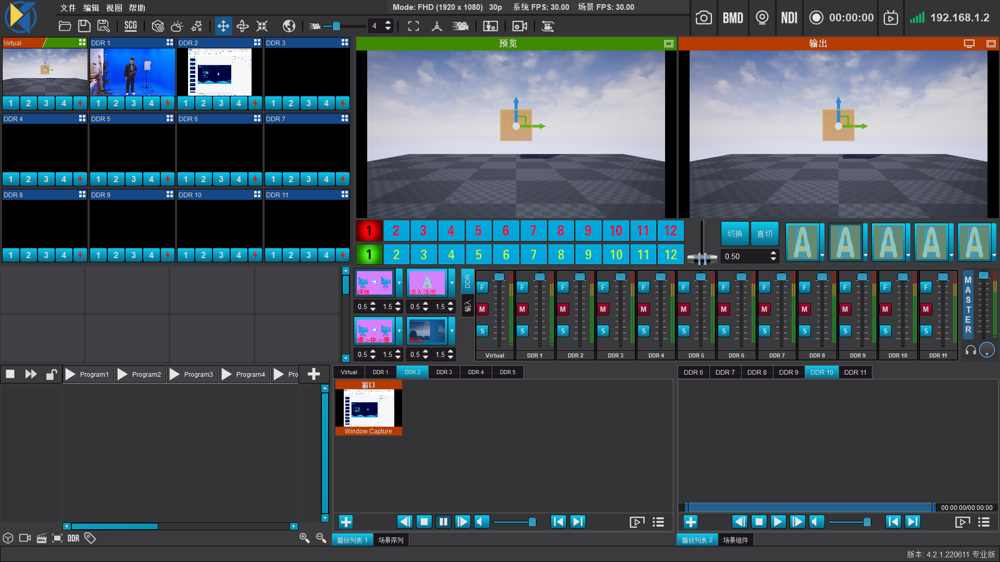 文件 编辑 视图 帮助
Mode: FHD (1920 x 1080) 30p 系统 FPS: 30.00 场景 FPS: 30.00
SCG
4
BMD
NDI
00:00:00
192.168.1.2
Virtual
DDR 1
DDR 2
DDR 3
1 2 3 4
1 2 3 4
1 2 3 4
1 2 3 4
DDR 4
DDR 5
DDR 6
DDR 7
1 2 3 4
1 2 3 4
1 2 3 4
1 2 3 4
DDR 8
DDR 9
DDR 10
DDR 11
1 2 3 4
1 2 3 4
1 2 3 4
1 2 3 4
预览
输出
1 2 3 4 5 6 7 8 9 10 11 12
1 2 3 4 5 6 7 8 9 10 11 12
切换
直切
0.50
A
A
A
A
A
线性
A
淡入淡出
0.5 1.5
0.5 1.5
慢->快->慢
移出
0.5 1.5
0.5 1.5
DDR
输入
F F F F F F F F F F F F
M M M M M M M M M M M M
S S S S S S S S S S S S
Virtual DDR 1 DDR 2 DDR 3 DDR 4 DDR 5 DDR 6 DDR 7 DDR 8 DDR 9 DDR 10 DDR 11
MASTER
Program1 Program2 Program3 Program4 Pro
DDR
Virtual DDR 1 DDR 2 DDR 3 DDR 4 DDR 5
窗口
Window Capture
播放列表 1 场景序列
DDR 6 DDR 7 DDR 8 DDR 9 DDR 10 DDR 11
00:00:00/00:00:00
播放列表 2 场景组件
版本: 4.2.1.220611 专业版